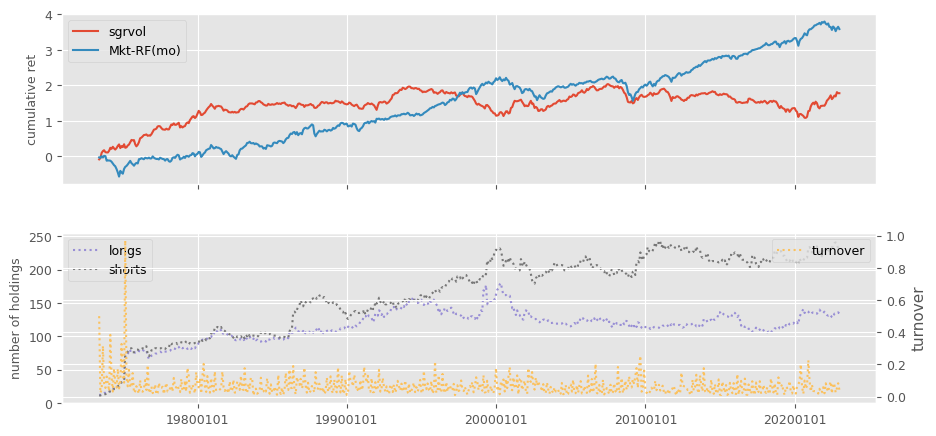 4
3
2
1
0
cumulative ret
sgrvol
Mkt-RF(mo)
250
200
150
100
50
0
number of holdings
longs
shorts
turnover
1.0
0.8
0.6
0.4
0.2
0.0
turnover
19800101
19900101
20000101
20100101
20200101